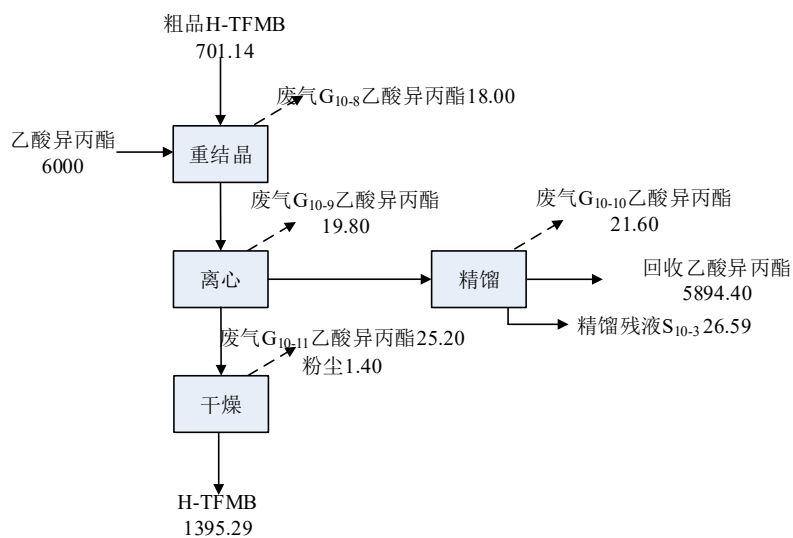 粗品H-TFMB
701.14
废气G10-8乙酸异丙酯18.00
乙酸异丙酯
6000
重结晶
废气G10-9乙酸异丙酯
19.80
废气G10-10乙酸异丙酯
21.60
离心
精馏
回收乙酸异丙酯
5894.40
精馏残液S10-3 26.59
废气G10-11乙酸异丙酯25.20
粉尘1.40
干燥
H-TFMB
1395.29